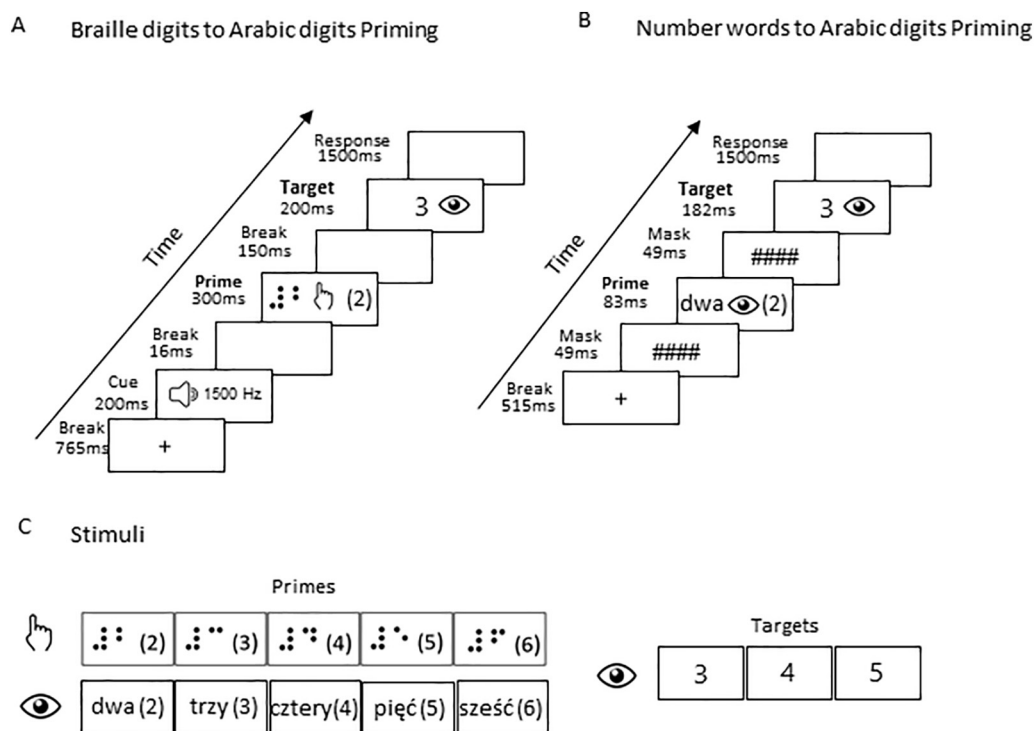 A Braille digits to Arabic digits Priming
Time
Response
1500ms
Target
200ms
3
Break
150ms
Prime
300ms
⠼⠃ (2)
Break
16ms
Cue
200ms
1500 Hz
Break
765ms
+
B Number words to Arabic digits Priming
Time
Response
1500ms
Target
182ms
3
Mask
49ms
####
Prime
83ms
dwa (2)
Mask
49ms
####
Break
515ms
+
C Stimuli
Primes
⠼⠃ (2) ⠼⠉ (3) ⠼⠙ (4) ⠼⠑ (5) ⠼⠋ (6)
dwa (2) trzy (3) cztery(4) pięć (5) sześć (6)
Targets
3 4 5